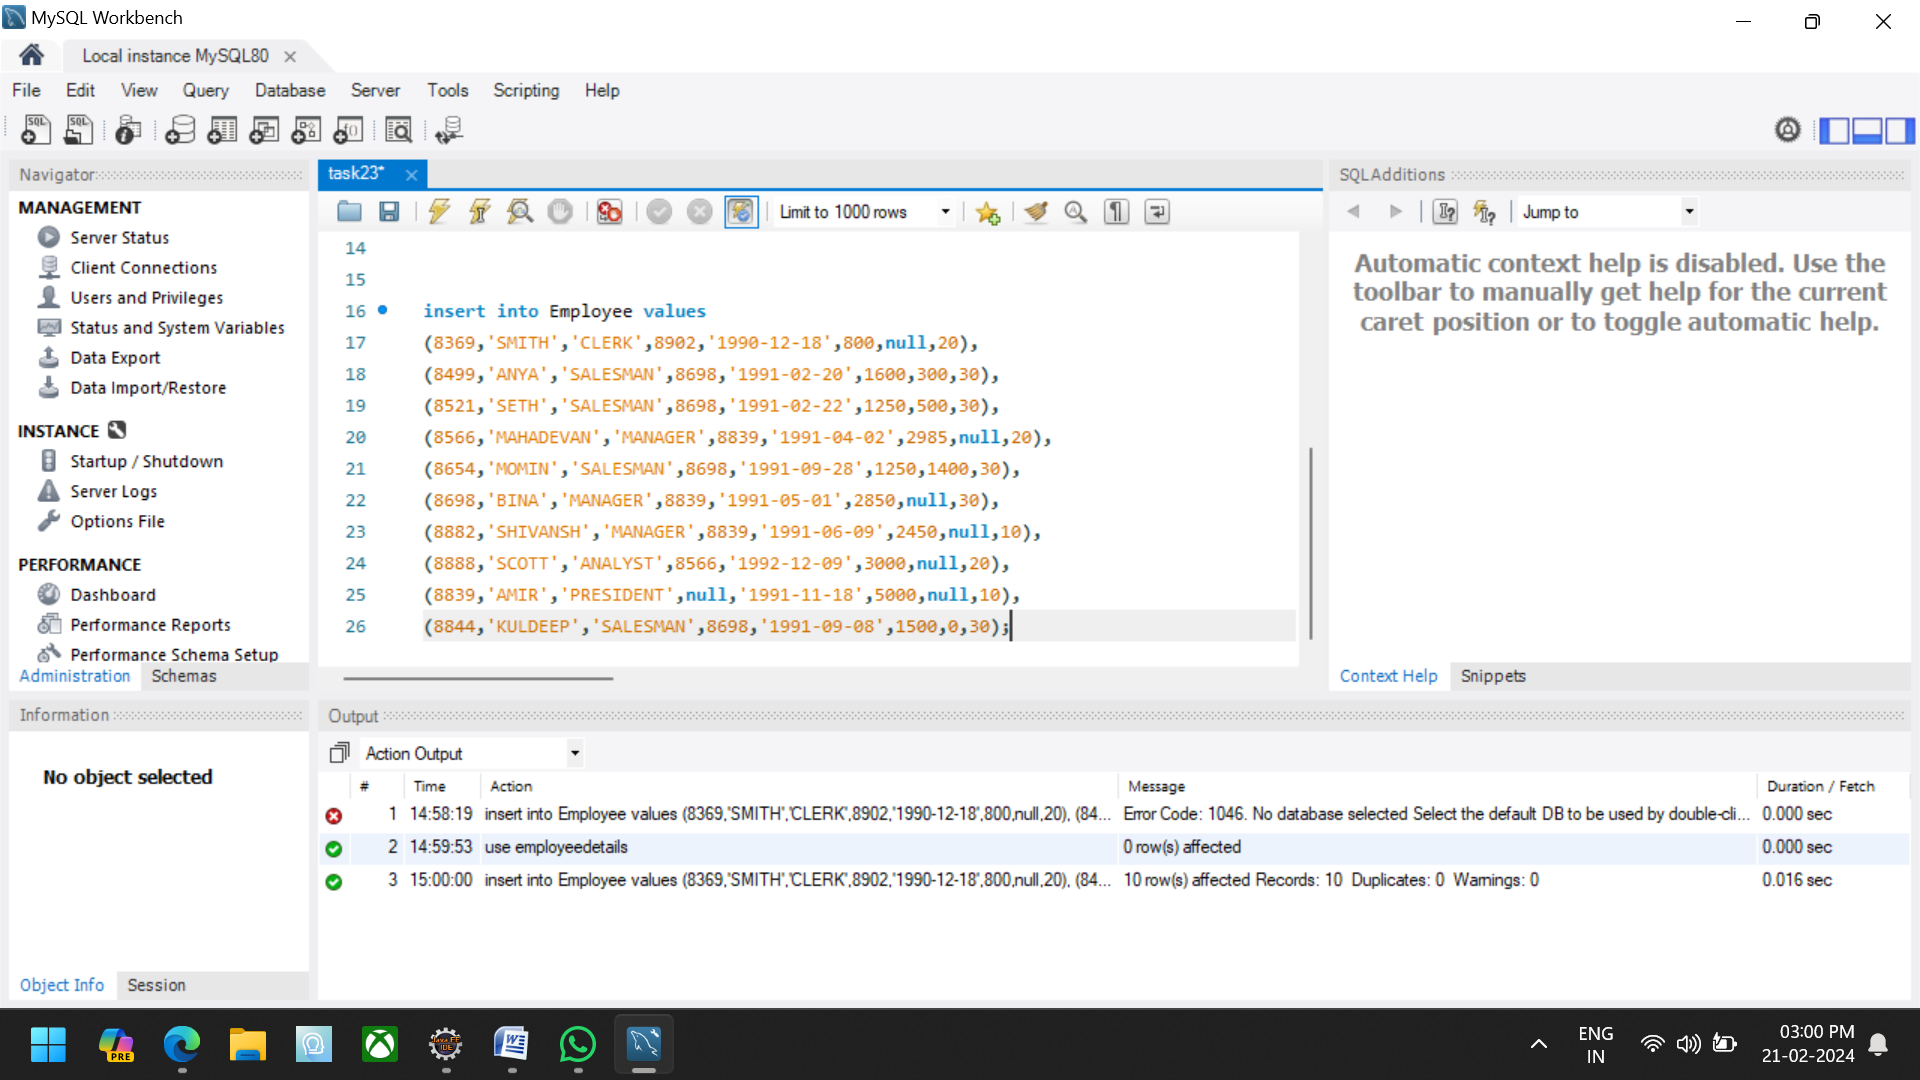 MySQL Workbench
Local instance MySQL80
File Edit View Query Database Server Tools Scripting Help
Navigator
MANAGEMENT
Server Status
Client Connections
Users and Privileges
Status and System Variables
Data Export
Data Import/Restore
INSTANCE
Startup / Shutdown
Server Logs
Options File
PERFORMANCE
Dashboard
Performance Reports
Performance Schema Setup
Administration Schemas
task23*
Limit to 1000 rows
14
15
16 insert into Employee values
17 (8369,'SMITH','CLERK',8902,'1990-12-18',800,null,20),
18 (8499,'ANYA','SALESMAN',8698,'1991-02-20',1600,300,30),
19 (8521,'SETH','SALESMAN',8698,'1991-02-22',1250,500,30),
20 (8566,'MAHADEVAN','MANAGER',8839,'1991-04-02',2985,null,20),
21 (8654,'MOMIN','SALESMAN',8698,'1991-09-28',1250,1400,30),
22 (8698,'BINA','MANAGER',8839,'1991-05-01',2850,null,30),
23 (8882,'SHIVANSH','MANAGER',8839,'1991-06-09',2450,null,10),
24 (8888,'SCOTT','ANALYST',8566,'1992-12-09',3000,null,20),
25 (8839,'AMIR','PRESIDENT',null,'1991-11-18',5000,null,10),
26 (8844,'KULDEEP','SALESMAN',8698,'1991-09-08',1500,0,30);
SQLAdditions
Jump to
Automatic context help is disabled. Use the
toolbar to manually get help for the current
caret position or to toggle automatic help.
Context Help Snippets
Information
No object selected
Object Info Session
Output
Action Output
# Time Action Message Duration / Fetch
1 14:58:19 insert into Employee values (8369,'SMITH','CLERK',8902,'1990-12-18',800,null,20), (84... Error Code: 1046. No database selected Select the default DB to be used by double-cli... 0.000 sec
2 14:59:53 use employeedetails 0 row(s) affected 0.000 sec
3 15:00:00 insert into Employee values (8369,'SMITH','CLERK',8902,'1990-12-18',800,null,20), (84... 10 row(s) affected Records: 10 Duplicates: 0 Warnings: 0 0.016 sec
PRE
Java EE
IDE
ENG
IN
03:00 PM
21-02-2024